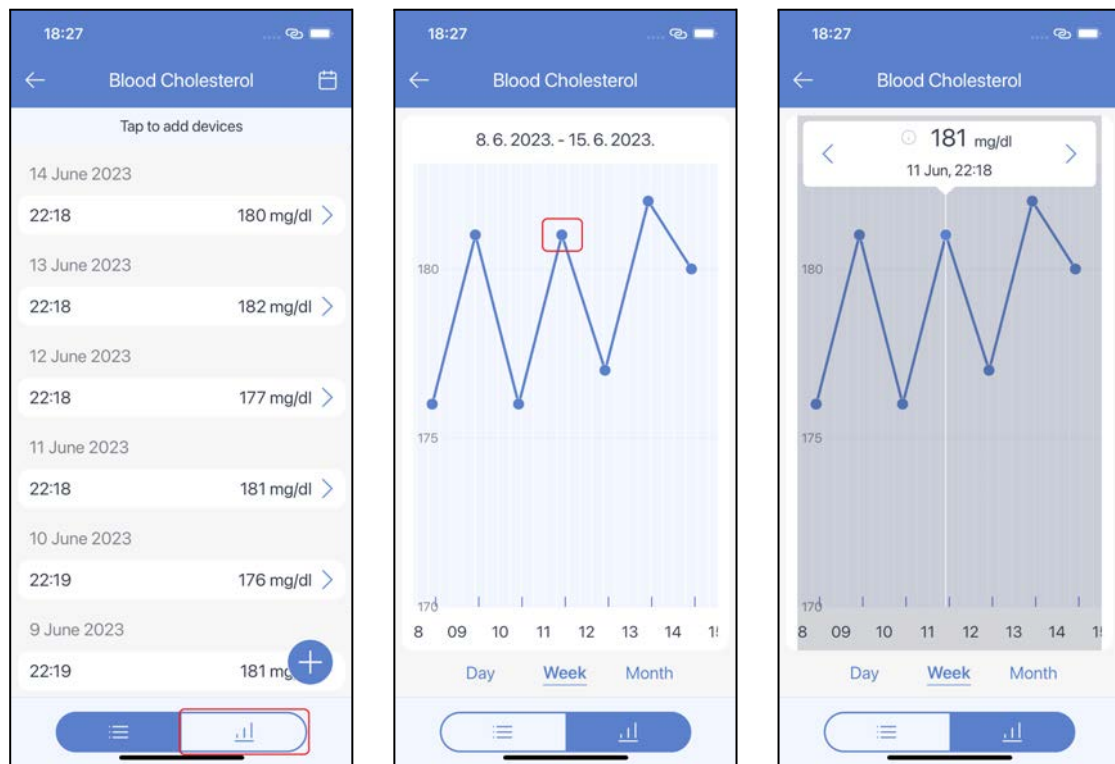 18:27
Blood Cholesterol
Tap to add devices
14 June 2023
22:18 180 mg/dl
13 June 2023
22:18 182 mg/dl
12 June 2023
22:18 177 mg/dl
11 June 2023
22:18 181 mg/dl
10 June 2023
22:19 176 mg/dl
9 June 2023
22:19 181 mg
18:27
Blood Cholesterol
8. 6. 2023. - 15. 6. 2023.
180
175
170
8 09 10 11 12 13 14
Day Week Month
18:27
Blood Cholesterol
181 mg/dl
11 Jun, 22:18
180
175
170
8 09 10 11 12 13 14
Day Week Month